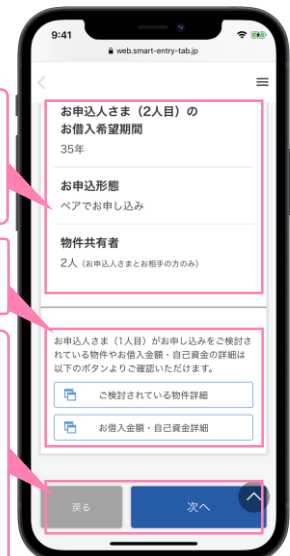 9:41
web.smart-entry-tab.jp
お申込人さま（2人目）の
お借入希望期間
35年
お申込形態
ペアでお申し込み
物件共有者
2人（お申込人さまとお相手の方のみ）
お申込人さま（1人目）がお申し込みをご検討さ
れている物件やお借入金額・自己資金の詳細は
以下のボタンよりご確認いただけます。
ご検討されている物件詳細
お借入金額・自己資金詳細
戻る
次へ